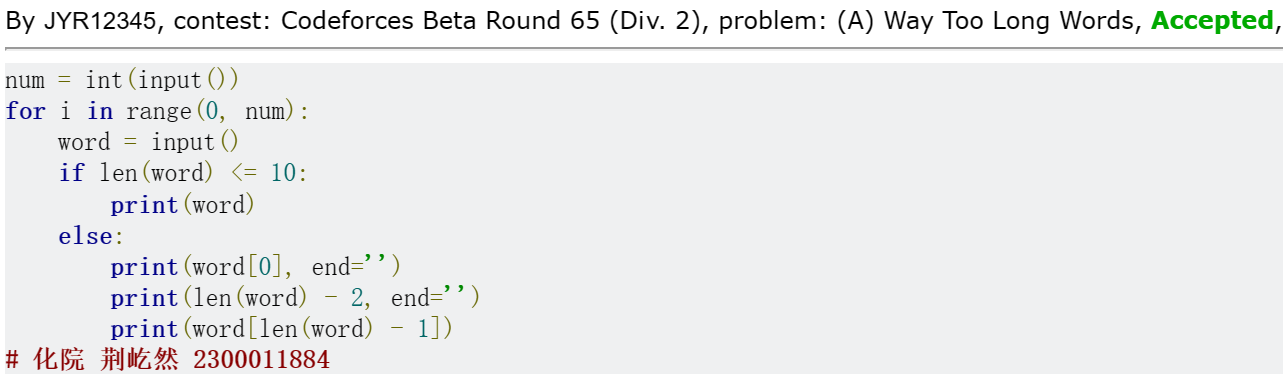 By JYR12345, contest: Codeforces Beta Round 65 (Div. 2), problem: (A) Way Too Long Words, Accepted,
num = int(input())
for i in range(0, num):
    word = input()
    if len(word) <= 10:
        print(word)
    else:
        print(word[0], end='')
        print(len(word) - 2, end='')
        print(word[len(word) - 1])
# 化院 荆屹然 2300011884